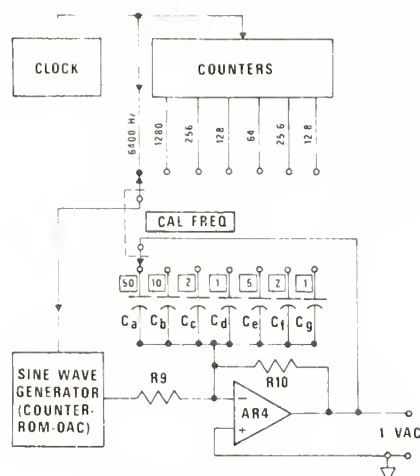 CLOCK
COUNTERS
6400 Hz
1280
256
128
64
25.6
12.8
CAL FREQ
50 10 2 1 5 2 1
Ca Cb Cc Cd Ce Cf Cg
R9
R10
AR4
−
+
SINE WAVE
GENERATOR
(COUNTER-
ROM-DAC)
1 VAC